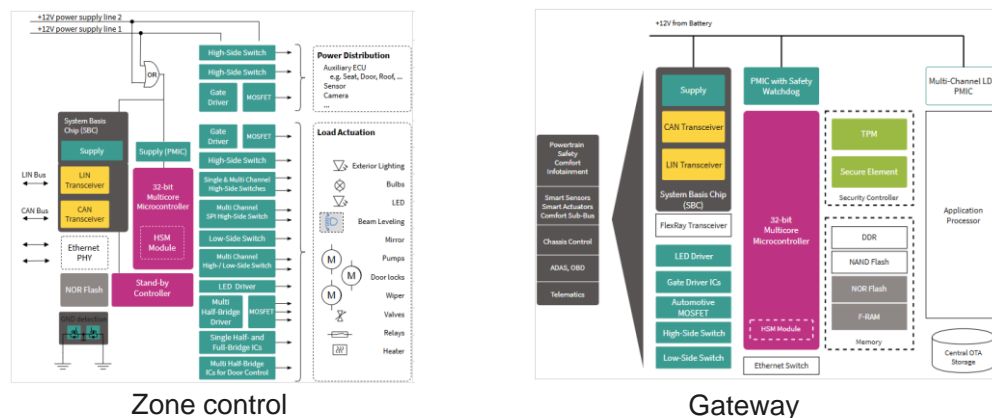 +12V power supply line 2
+12V power supply line 1
OR
High-Side Switch
High-Side Switch
Gate
Driver
MOSFET
Power Distribution
Auxiliary ECU
e.g. Seat, Door, Roof, ...
Sensor
Camera
...
System Basis
Chip (SBC)
Supply
LIN
Transceiver
CAN
Transceiver
LIN Bus
CAN Bus
Ethernet
PHY
NOR Flash
GND detection
Supply (PMIC)
32-bit
Multicore
Microcontroller
HSM
Module
Stand-by
Controller
Gate
Driver
MOSFET
High-Side Switch
Single & Multi Channel
High-Side Switches
Multi Channel
SPI High-Side Switch
Low-Side Switch
Multi Channel
High-/ Low-Side Switch
LED Driver
Multi
Half-Bridge
Driver
MOSFET
Single Half- and
Full-Bridge ICs
Multi Half-Bridge
ICs for Door Control
Load Actuation
Exterior Lighting
Bulbs
LED
Beam Leveling
Mirror
Pumps
Door locks
Wiper
Valves
Relays
Heater
M
M
M
Zone control
+12V from Battery
Powertrain
Safety
Comfort
Infotainment
Smart Sensors
Smart Actuators
Comfort Sub-Bus
Chassis Control
ADAS, OBD
Telematics
Supply
CAN Transceiver
LIN Transceiver
System Basis Chip
(SBC)
FlexRay Transceiver
LED Driver
Gate Driver ICs
Automotive
MOSFET
High-Side Switch
Low-Side Switch
PMIC with Safety
Watchdog
32-bit
Multicore
Microcontroller
HSM Module
Ethernet Switch
TPM
Secure Element
Security Controller
DDR
NAND Flash
NOR Flash
F-RAM
Memory
Multi-Channel LD
PMIC
Application
Processor
Central OTA
Storage
Gateway